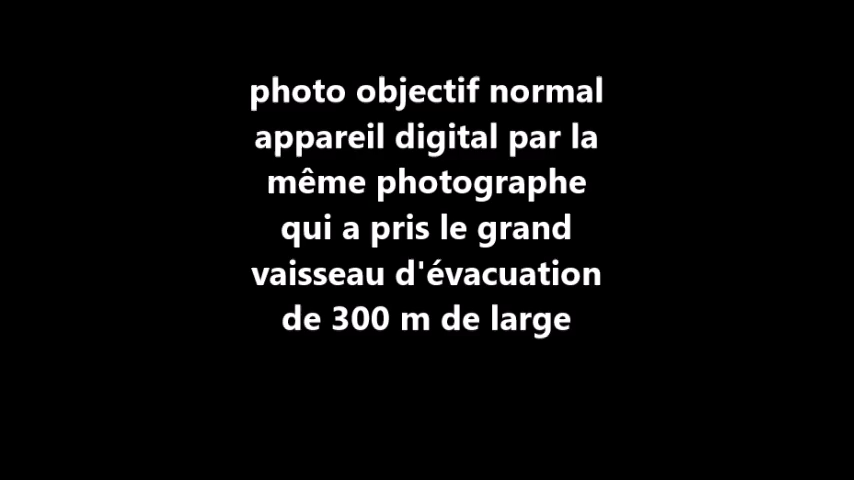 photo objectif normal
appareil digital par la
même photographe
qui a pris le grand
vaisseau d'évacuation
de 300 m de large